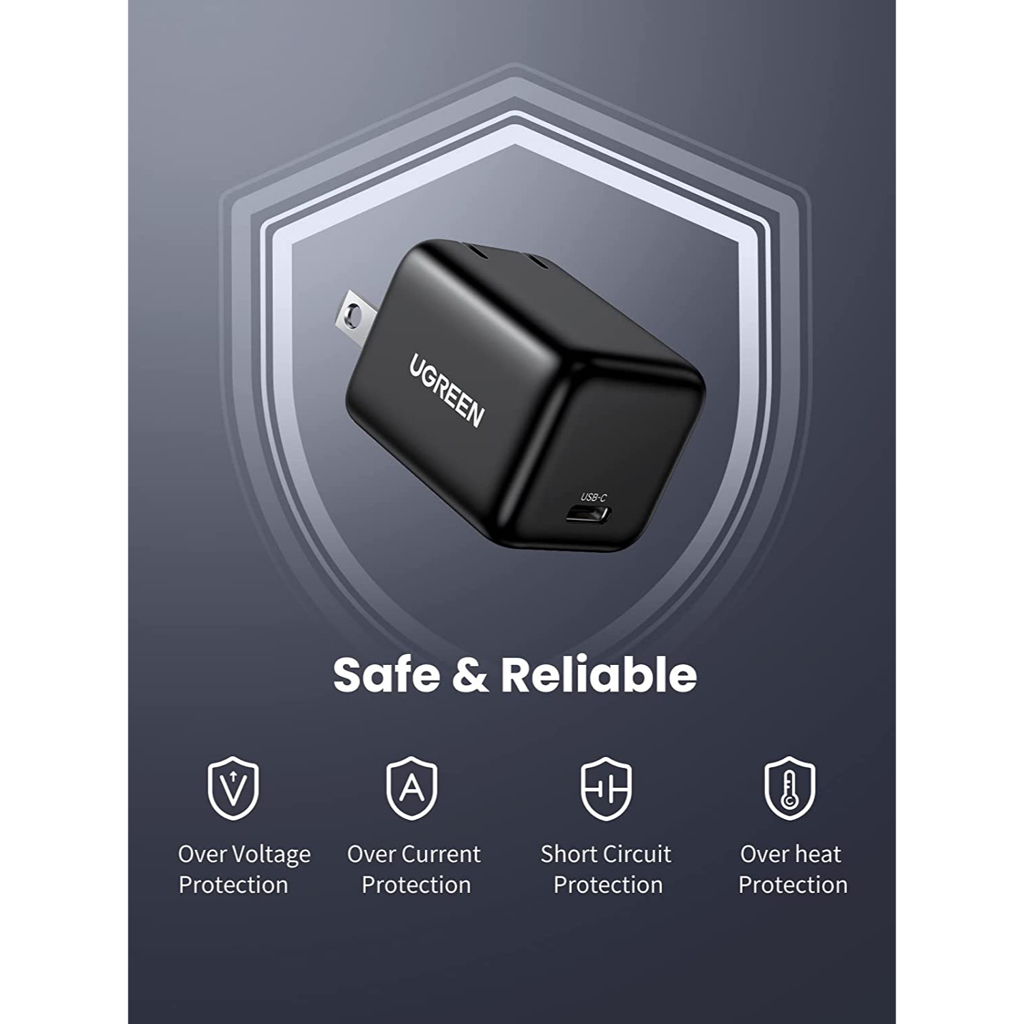 UGREEN
USB-C
Safe & Reliable
V
A
C
Over Voltage
Protection
Over Current
Protection
Short Circuit
Protection
Over heat
Protection